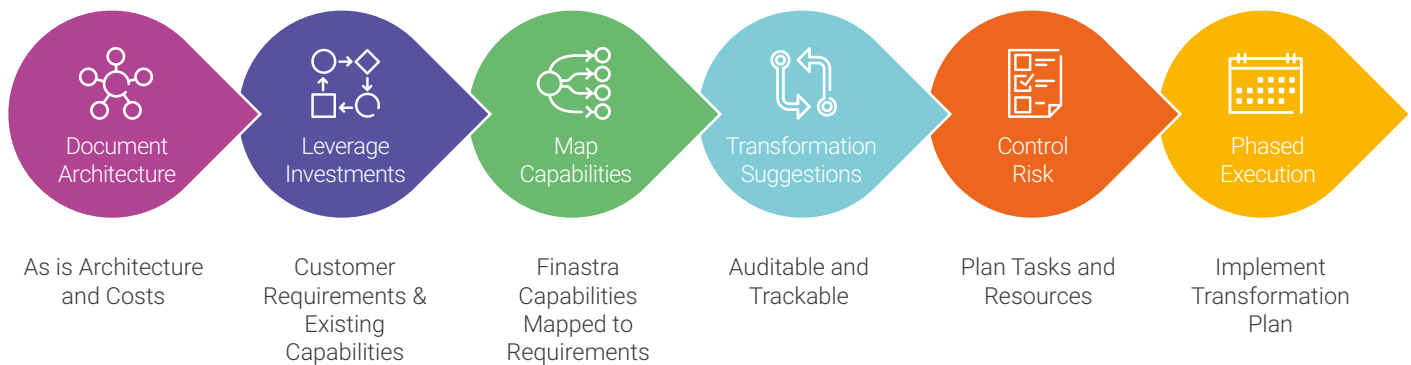 Document
Architecture
Leverage
Investments
Map
Capabilities
Transformation
Suggestions
Control
Risk
Phased
Execution
As is Architecture
and Costs
Customer
Requirements &
Existing
Capabilities
Finastra
Capabilities
Mapped to
Requirements
Auditable and
Trackable
Plan Tasks and
Resources
Implement
Transformation
Plan